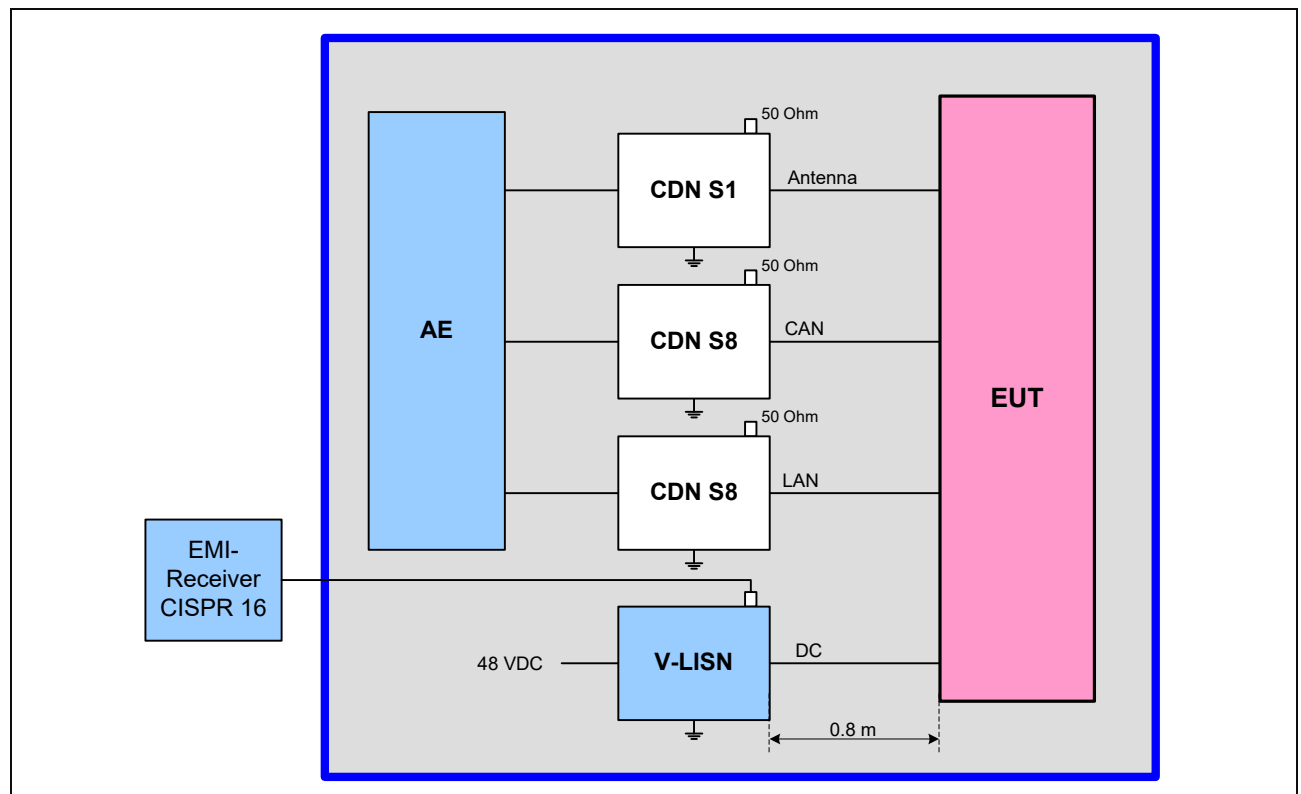 50 Ohm
CDN S1
Antenna
50 Ohm
AE
CDN S8
CAN
EUT
50 Ohm
CDN S8
LAN
EMI-
Receiver
CISPR 16
48 VDC
V-LISN
DC
0.8 m